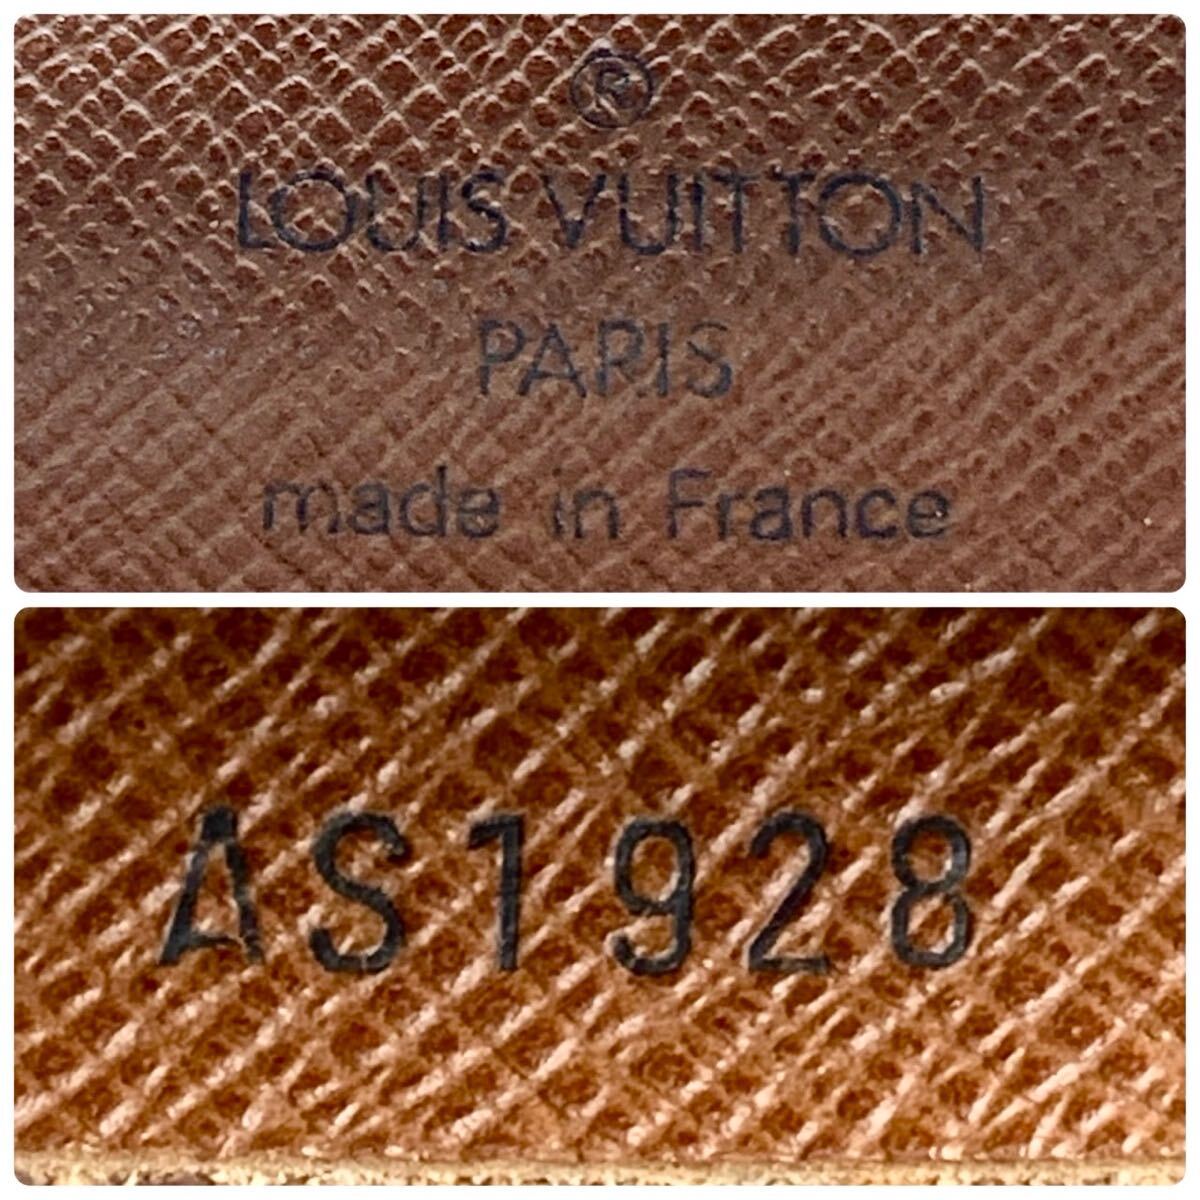 ®
LOUIS VUITTON
PARIS
made in France
AS1928